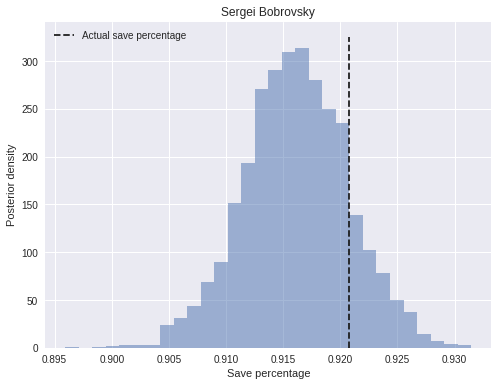 Sergei Bobrovsky
Actual save percentage
Posterior density
300
250
200
150
100
50
0
0.895 0.900 0.905 0.910 0.915 0.920 0.925 0.930
Save percentage